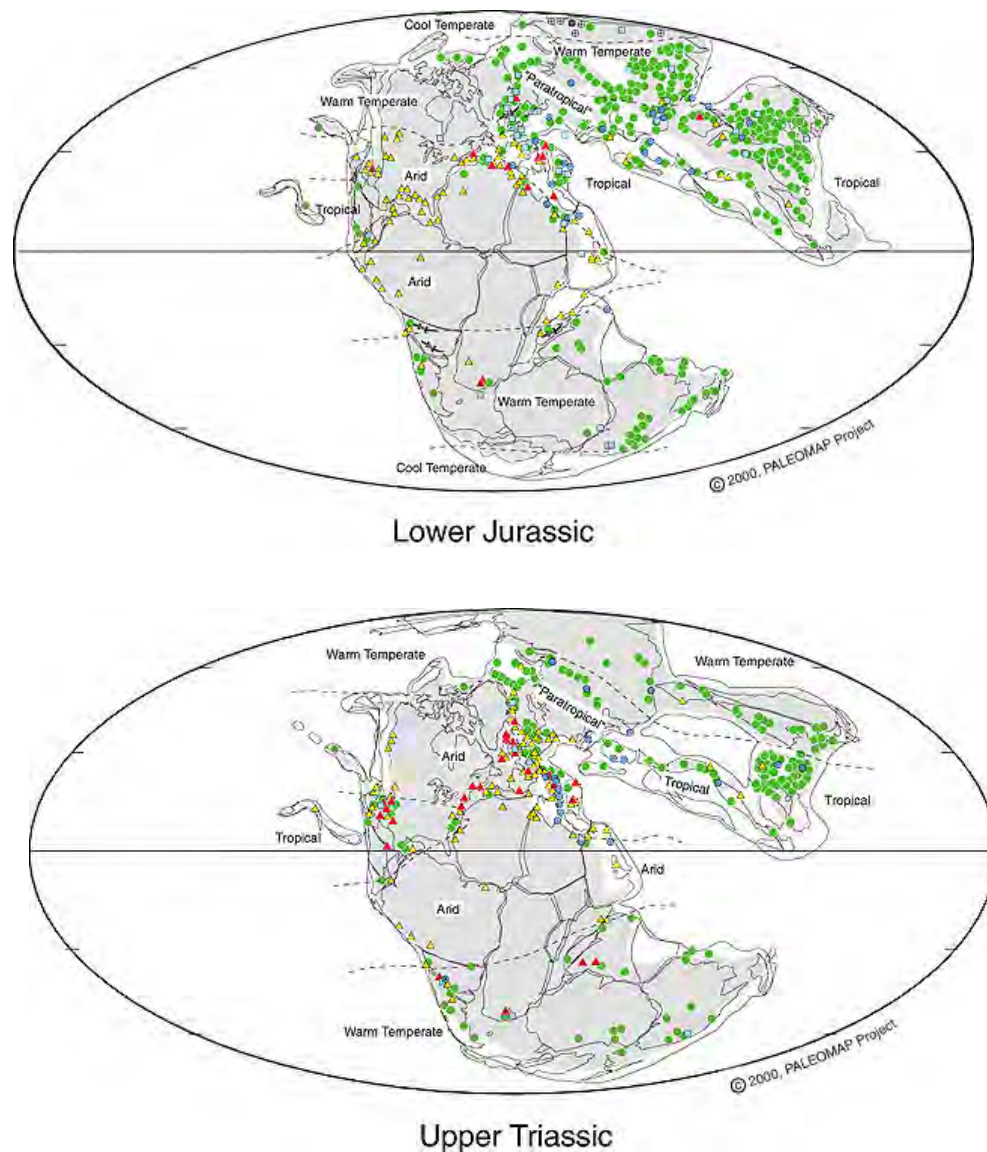 Cool Temperate
Warm Temperate
"Paratropical"
Warm Temperate
Arid
Tropical
Tropical
Tropical
Arid
Warm Temperate
Cool Temperate
© 2000, PALEOMAP Project
Lower Jurassic
Warm Temperate
Warm Temperate
"Paratropical"
Arid
Tropical
Tropical
Tropical
Arid
Arid
Warm Temperate
© 2000, PALEOMAP Project
Upper Triassic